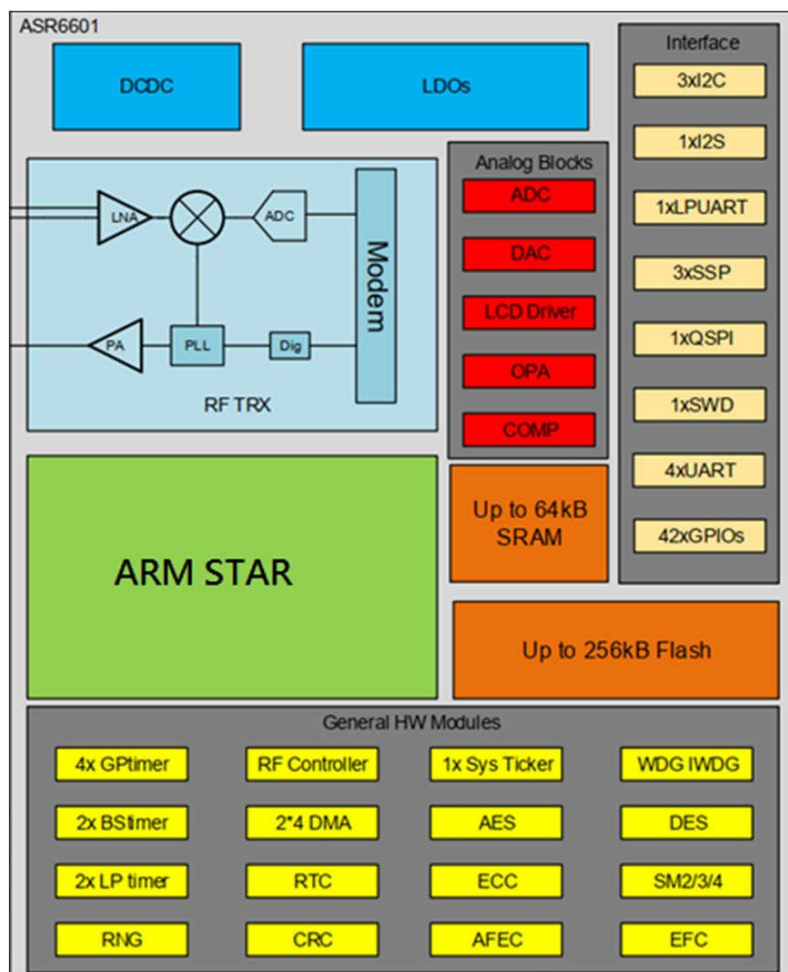 ASR6601
DCDC
LDOs
Interface
3xI2C
1xI2S
1xLPUART
3xSSP
1xQSPI
1xSWD
4xUART
42xGPIOs
LNA
ADC
Modem
PA
PLL
Dig
RF TRX
Analog Blocks
ADC
DAC
LCD Driver
OPA
COMP
ARM STAR
Up to 64kB
SRAM
Up to 256kB Flash
General HW Modules
4x GPtimer
RF Controller
1x Sys Ticker
WDG IWDG
2x BStimer
2*4 DMA
AES
DES
2x LP timer
RTC
ECC
SM2/3/4
RNG
CRC
AFEC
EFC